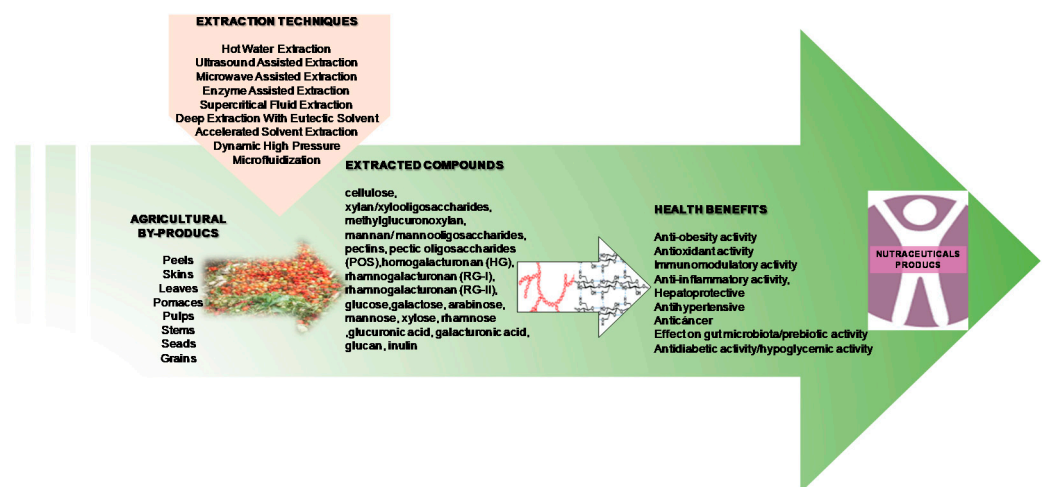 EXTRACTION TECHNIQUES
Hot Water Extraction
Ultrasound Assisted Extraction
Microwave Assisted Extraction
Enzyme Assisted Extraction
Supercritical Fluid Extraction
Deep Extraction With Eutectic Solvent
Accelerated Solvent Extraction
Dynamic High Pressure
Microfluidization
AGRICULTURAL
BY-PRODUCS
Peels
Skins
Leaves
Pomaces
Pulps
Stems
Seads
Grains
EXTRACTED COMPOUNDS
cellulose,
xylan/xylooligosaccharides,
methylglucuronoxylan,
mannan/mannooligosaccharides,
pectins, pectic oligosaccharides
(POS),homogalacturonan (HG),
rhamnogalacturonan (RG-I),
rhamnogalacturonan (RG-II),
glucose,galactose, arabinose,
mannose, xylose, rhamnose
,glucuronic acid, galacturonic acid,
glucan, inulin
HEALTH BENEFITS
Anti-obesity activity
Antioxidant activity
Immunomodulatory activity
Anti-inflammatory activity,
Hepatoprotective
Antihypertensive
Anticáncer
Effect on gut microbiota/prebiotic activity
Antidiabetic activity/hypoglycemic activity
NUTRACEUTICALS
PRODUCS